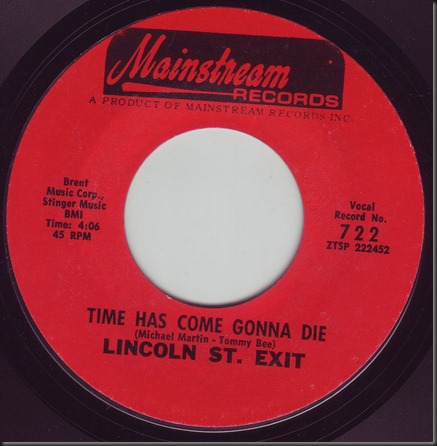 Mainstream
RECORDS
A PRODUCT OF MAINSTREAM RECORDS INC.
Brent
Music Corp.,
Stinger Music
BMI
Time: 4:06
45 RPM
Vocal
Record No.
722
ZTSP 222452
TIME HAS COME GONNA DIE
(Michael Martin - Tommy Bee)
LINCOLN ST. EXIT